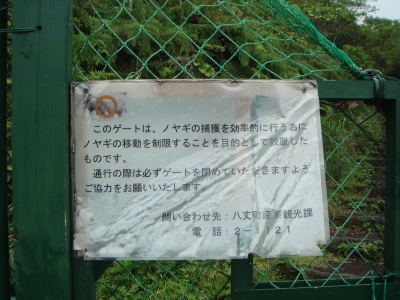 このゲートは、ノヤギの捕獲を効率的に行う為に
ノヤギの移動を制限することを目的として設置した
ものです。
通行の際は必ずゲートを閉めていただきますよう
ご協力をお願いいたします。
問い合わせ先：八丈町産業観光課
電 話：2－1121